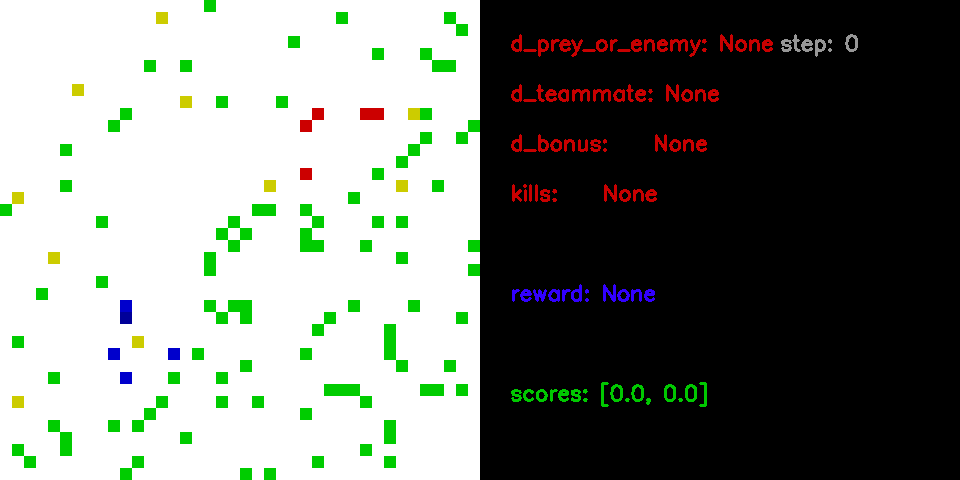 d_prey_or_enemy: None step: 0
d_teammate: None
d_bonus: None
kills: None
reward: None
scores: [0.0, 0.0]